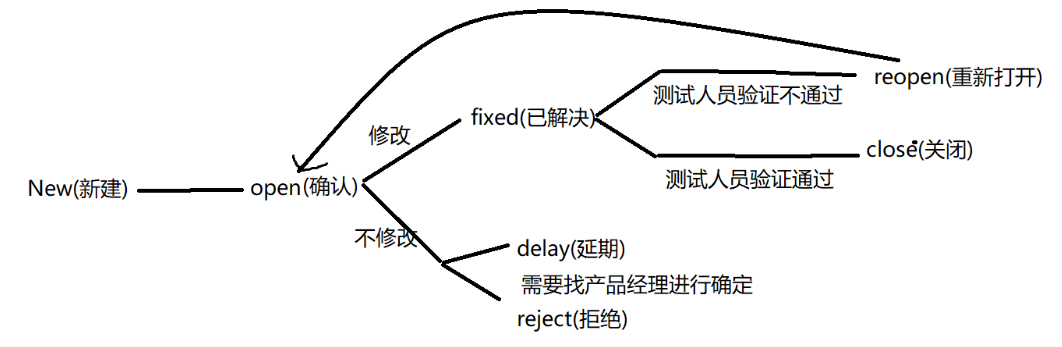 New(新建)
open(确认)
修改
fixed(已解决)
测试人员验证不通过
reopen(重新打开)
测试人员验证通过
close(关闭)
不修改
delay(延期)
需要找产品经理进行确定
reject(拒绝)